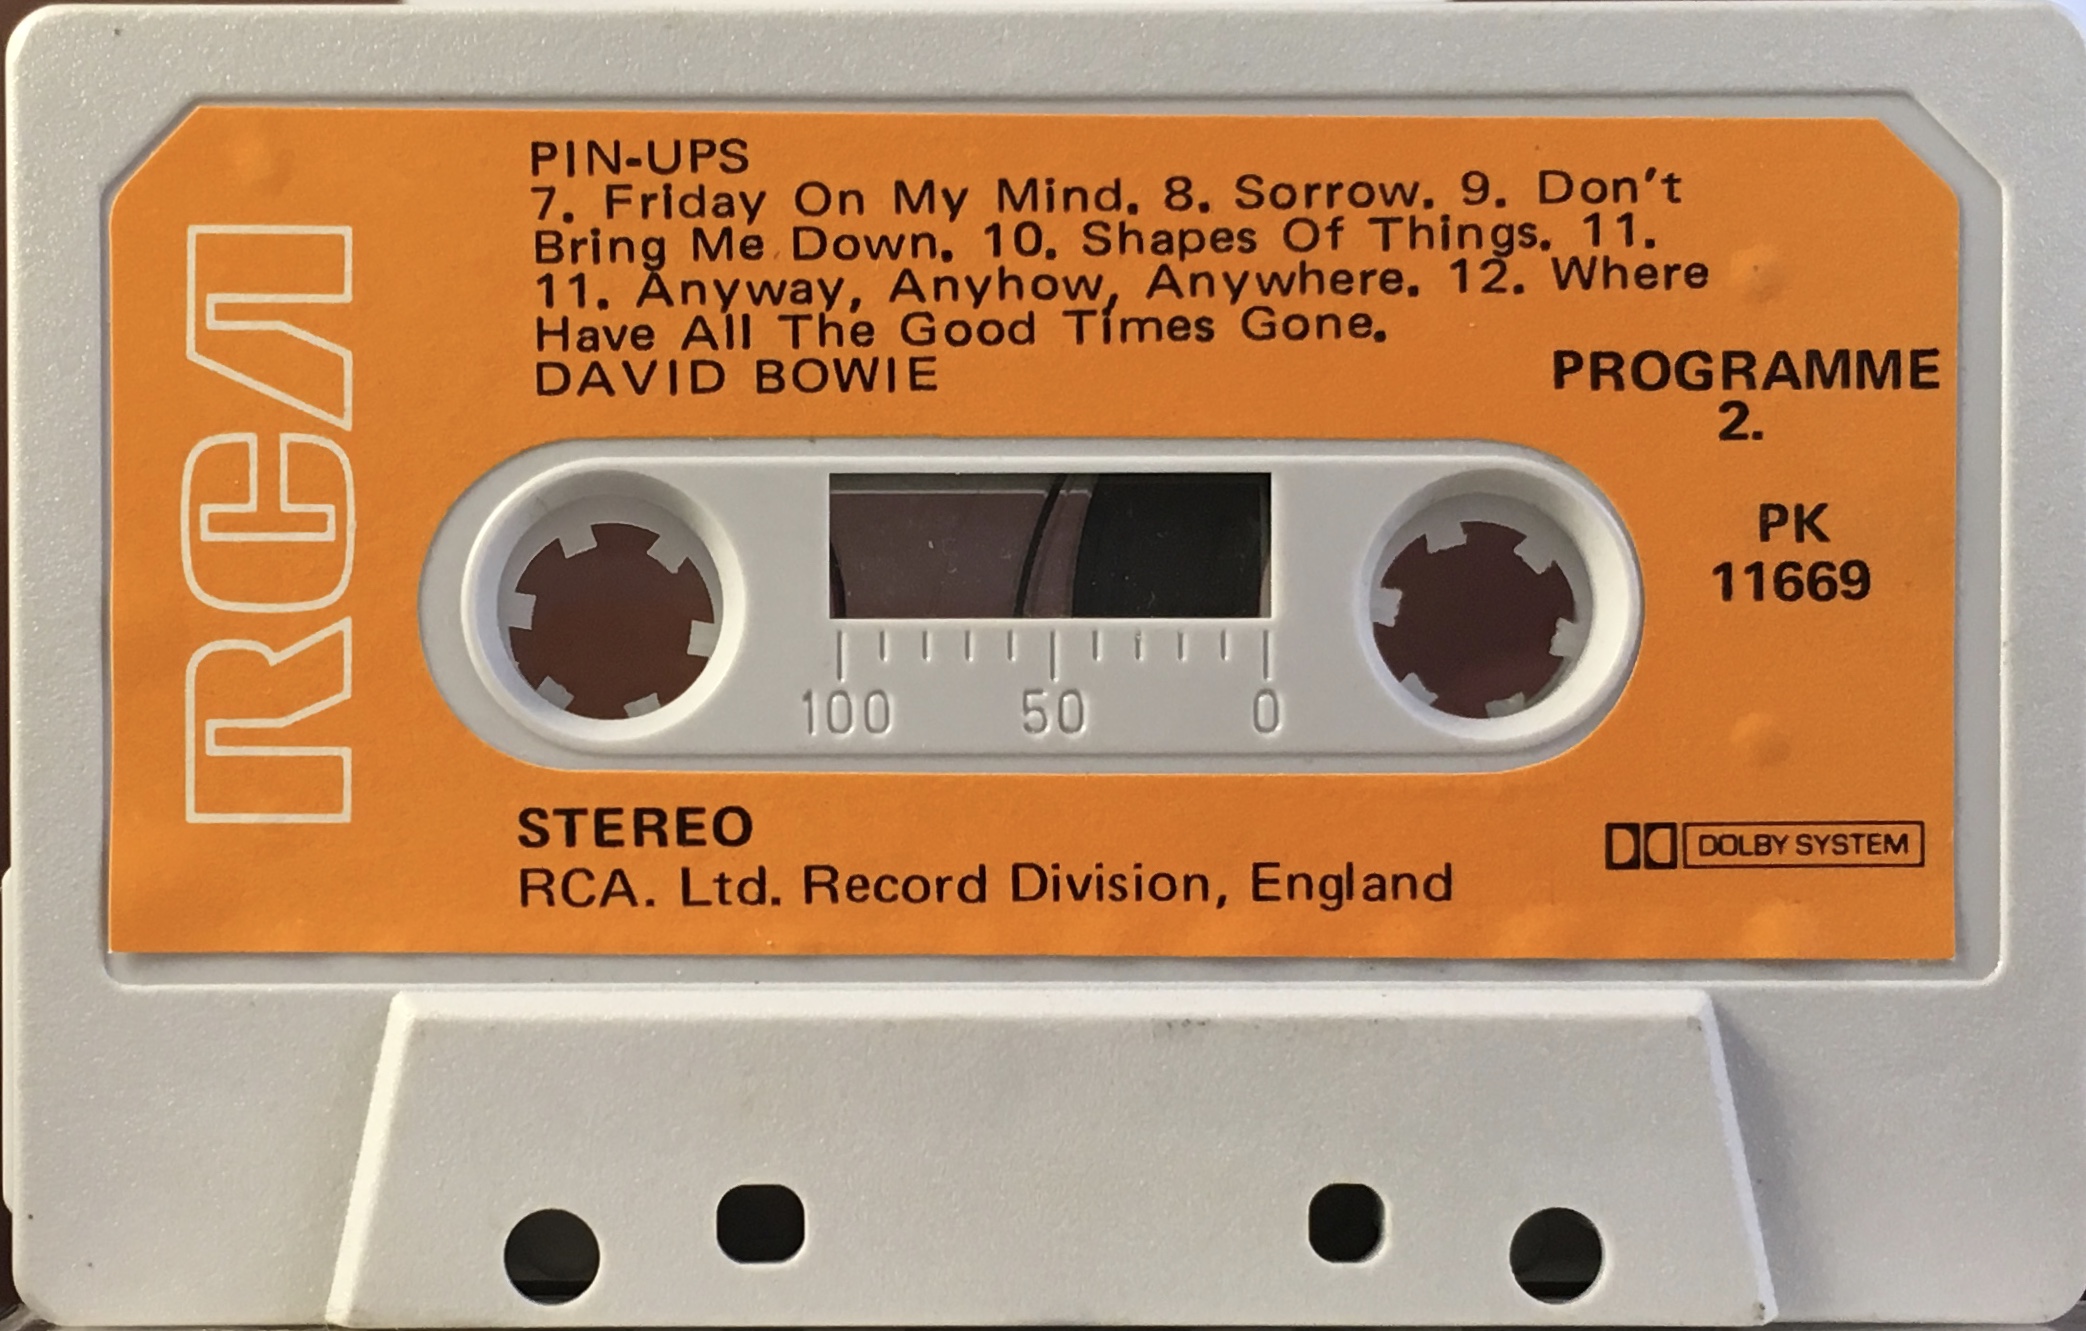 RCA
PIN-UPS
7. Friday On My Mind. 8. Sorrow. 9. Don't
Bring Me Down. 10. Shapes Of Things. 11.
11. Anyway, Anyhow, Anywhere. 12. Where
Have All The Good Times Gone.
DAVID BOWIE
PROGRAMME
2.
PK
11669
100 50 0
STEREO
RCA. Ltd. Record Division, England
DOLBY SYSTEM